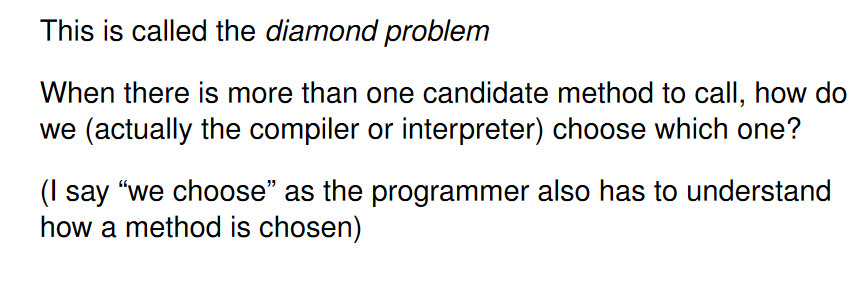 This is called the diamond problem
When there is more than one candidate method to call, how do
we (actually the compiler or interpreter) choose which one?
(I say “we choose” as the programmer also has to understand
how a method is chosen)